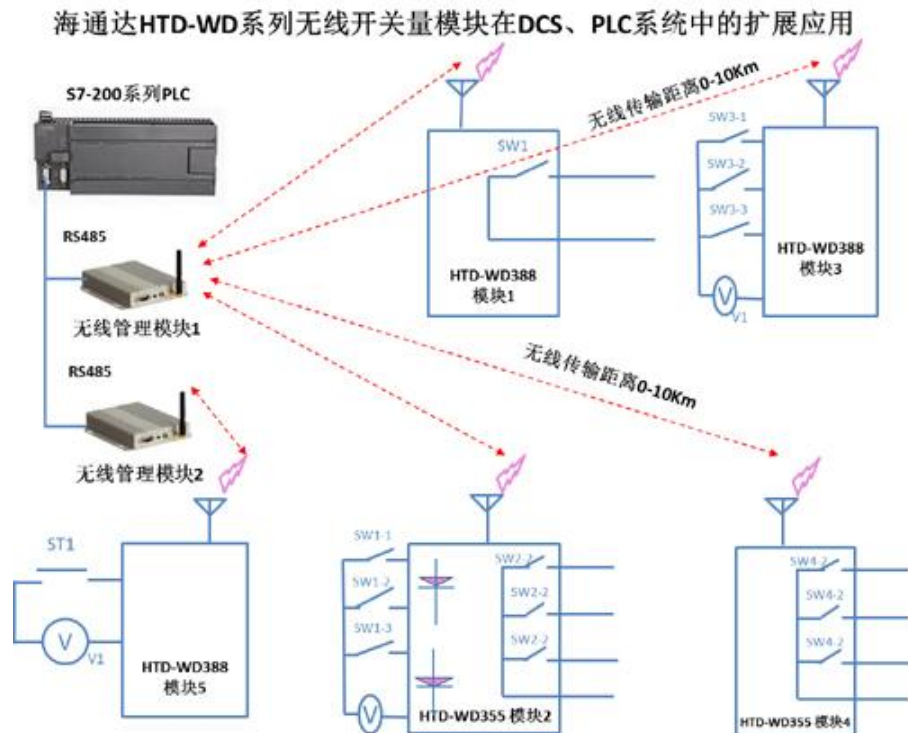 海通达HTD-WD系列无线开关量模块在DCS、PLC系统中的扩展应用
S7-200系列PLC
RS485
无线管理模块1
RS485
无线管理模块2
无线传输距离0-10Km
SW1
HTD-WD388
模块1
SW3-1
SW3-2
SW3-3
V
V1
HTD-WD388
模块3
无线传输距离0-10Km
ST1
V
V1
HTD-WD388
模块5
SW1-1
SW1-2
SW1-3
V
SW2-2
SW2-2
SW2-2
HTD-WD355 模块2
SW4-2
SW4-2
SW4-2
HTD-WD355 模块4